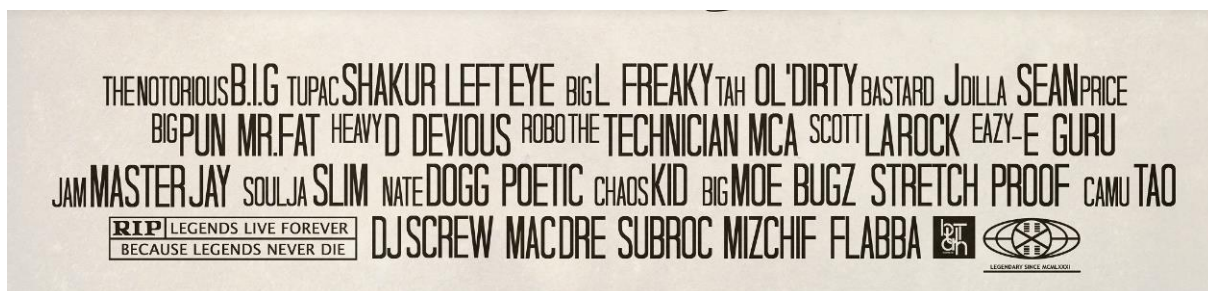 THE NOTORIOUS B.I.G TUPAC SHAKUR LEFT EYE BIG L FREAKY TAH OL'DIRTY BASTARD J DILLA SEAN PRICE
BIG PUN MR.FAT HEAVY D DEVIOUS ROBO THE TECHNICIAN MCA SCOTT LA ROCK EAZY-E GURU
JAM MASTER JAY SOULJA SLIM NATE DOGG POETIC CHAOS KID BIG MOE BUGZ STRETCH PROOF CAMU TAO
RIP LEGENDS LIVE FOREVER
BECAUSE LEGENDS NEVER DIE
DJ SCREW MAC DRE SUBROC MIZCHIF FLABBA
LEGENDARY SINCE MCMLXXII